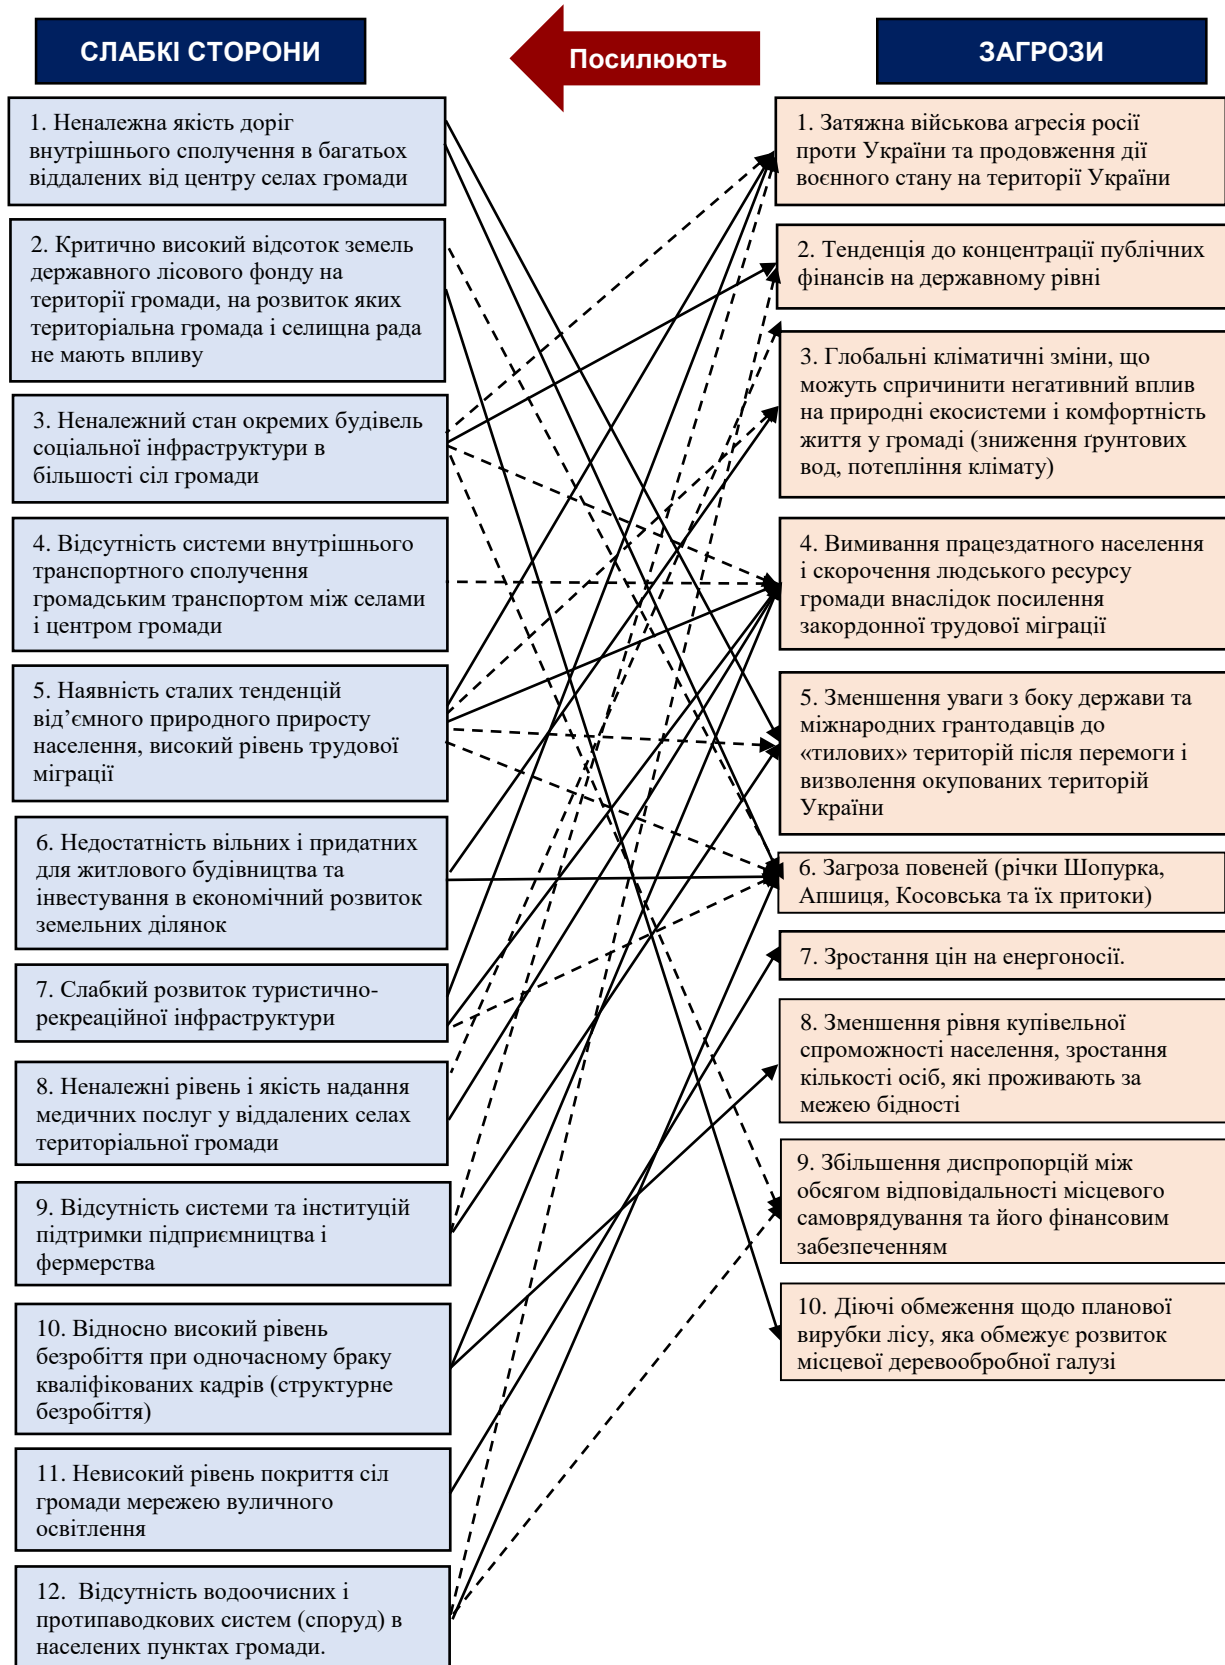 СЛАБКІ СТОРОНИ
Посилюють
ЗАГРОЗИ
1. Неналежна якість доріг
внутрішнього сполучення в багатьох
віддалених від центру селах громади
2. Критично високий відсоток земель
державного лісового фонду на
території громади, на розвиток яких
територіальна громада і селищна рада
не мають впливу
3. Неналежний стан окремих будівель
соціальної інфраструктури в
більшості сіл громади
4. Відсутність системи внутрішнього
транспортного сполучення
громадським транспортом між селами
і центром громади
5. Наявність сталих тенденцій
від’ємного природного приросту
населення, високий рівень трудової
міграції
6. Недостатність вільних і придатних
для житлового будівництва та
інвестування в економічний розвиток
земельних ділянок
7. Слабкий розвиток туристично-
рекреаційної інфраструктури
8. Неналежні рівень і якість надання
медичних послуг у віддалених селах
територіальної громади
9. Відсутність системи та інституцій
підтримки підприємництва і
фермерства
10. Відносно високий рівень
безробіття при одночасному браку
кваліфікованих кадрів (структурне
безробіття)
11. Невисокий рівень покриття сіл
громади мережею вуличного
освітлення
12. Відсутність водоочисних і
протипаводкових систем (споруд) в
населених пунктах громади.
1. Затяжна військова агресія росії
проти України та продовження дії
воєнного стану на території України
2. Тенденція до концентрації публічних
фінансів на державному рівні
3. Глобальні кліматичні зміни, що
можуть спричинити негативний вплив
на природні екосистеми і комфортність
життя у громаді (зниження ґрунтових
вод, потепління клімату)
4. Вимивання працездатного населення
і скорочення людського ресурсу
громади внаслідок посилення
закордонної трудової міграції
5. Зменшення уваги з боку держави та
міжнародних грантодавців до
«тилових» територій після перемоги і
визволення окупованих територій
України
6. Загроза повеней (річки Шопурка,
Апшиця, Косовська та їх притоки)
7. Зростання цін на енергоносії.
8. Зменшення рівня купівельної
спроможності населення, зростання
кількості осіб, які проживають за
межею бідності
9. Збільшення диспропорцій між
обсягом відповідальності місцевого
самоврядування та його фінансовим
забезпеченням
10. Діючі обмеження щодо планової
вирубки лісу, яка обмежує розвиток
місцевої деревообробної галузі